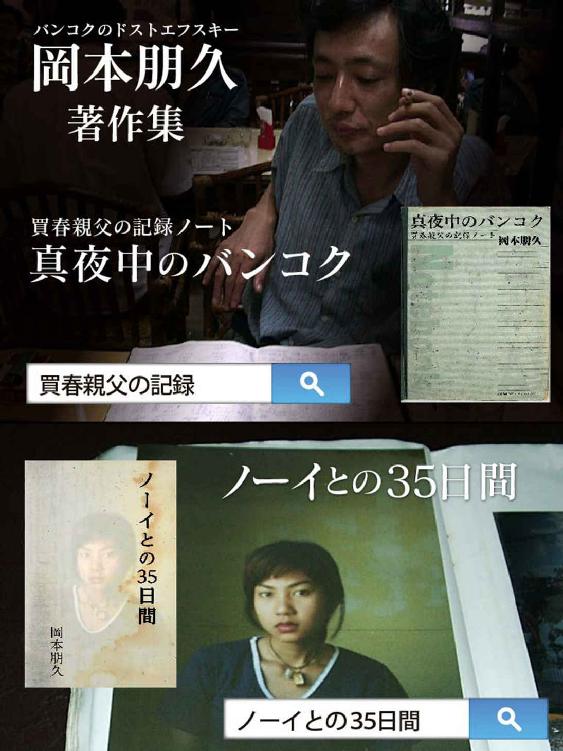 バンコクのドストエフスキー
岡本朋久
著作集
買春親父の記録ノート
真夜中のバンコク
真夜中のバンコク
買春親父の記録ノート 岡本朋久
買春親父の記録
ノーイとの35日間
ノーイとの35日間
岡本朋久
ノーイとの35日間